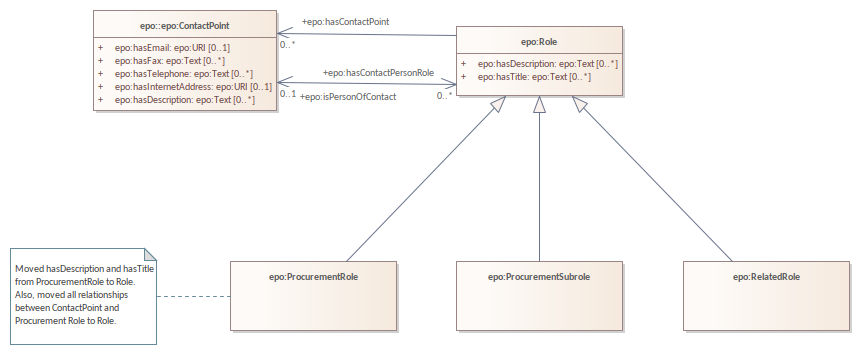 epo::epo:ContactPoint
+ epo:hasEmail: epo:URI [0..1]
+ epo:hasFax: epo:Text [0..*]
+ epo:hasTelephone: epo:Text [0..*]
+ epo:hasInternetAddress: epo:URI [0..1]
+ epo:hasDescription: epo:Text [0..*]
+epo:hasContactPoint
0..*
+epo:hasContactPersonRole
0..1
+epo:isPersonOfContact
0..*
epo:Role
+ epo:hasDescription: epo:Text [0..*]
+ epo:hasTitle: epo:Text [0..*]
Moved hasDescription and hasTitle
from ProcurementRole to Role.
Also, moved all relationships
between ContactPoint and
Procurement Role to Role.
epo:ProcurementRole
epo:ProcurementSubrole
epo:RelatedRole